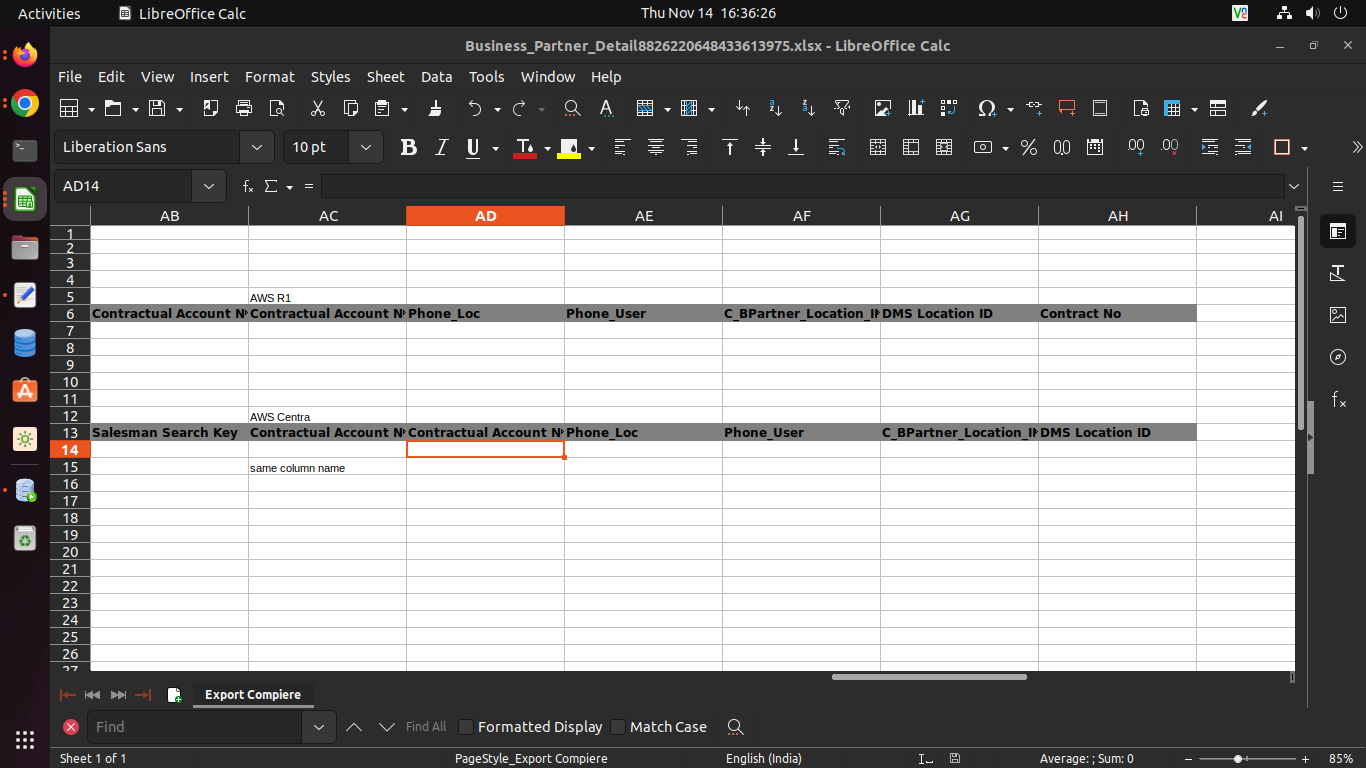 Activities LibreOffice Calc Thu Nov 14 16:36:26
Business_Partner_Detail8826220648433613975.xlsx - LibreOffice Calc
File Edit View Insert Format Styles Sheet Data Tools Window Help
Liberation Sans 10 pt
AD14
AB AC AD AE AF AG AH AI
1
2
3
4
5 AWS R1
6 Contractual Account N Contractual Account N Phone_Loc Phone_User C_BPartner_Location_I DMS Location ID Contract No
7
8
9
10
11
12 AWS Centra
13 Salesman Search Key Contractual Account N Contractual Account N Phone_Loc Phone_User C_BPartner_Location_I DMS Location ID
14
15 same column name
16
17
18
19
20
21
22
23
24
25
26
27
Export Compiere
Find Find All Formatted Display Match Case
Sheet 1 of 1 PageStyle_Export Compiere English (India) Average: ; Sum: 0 85%